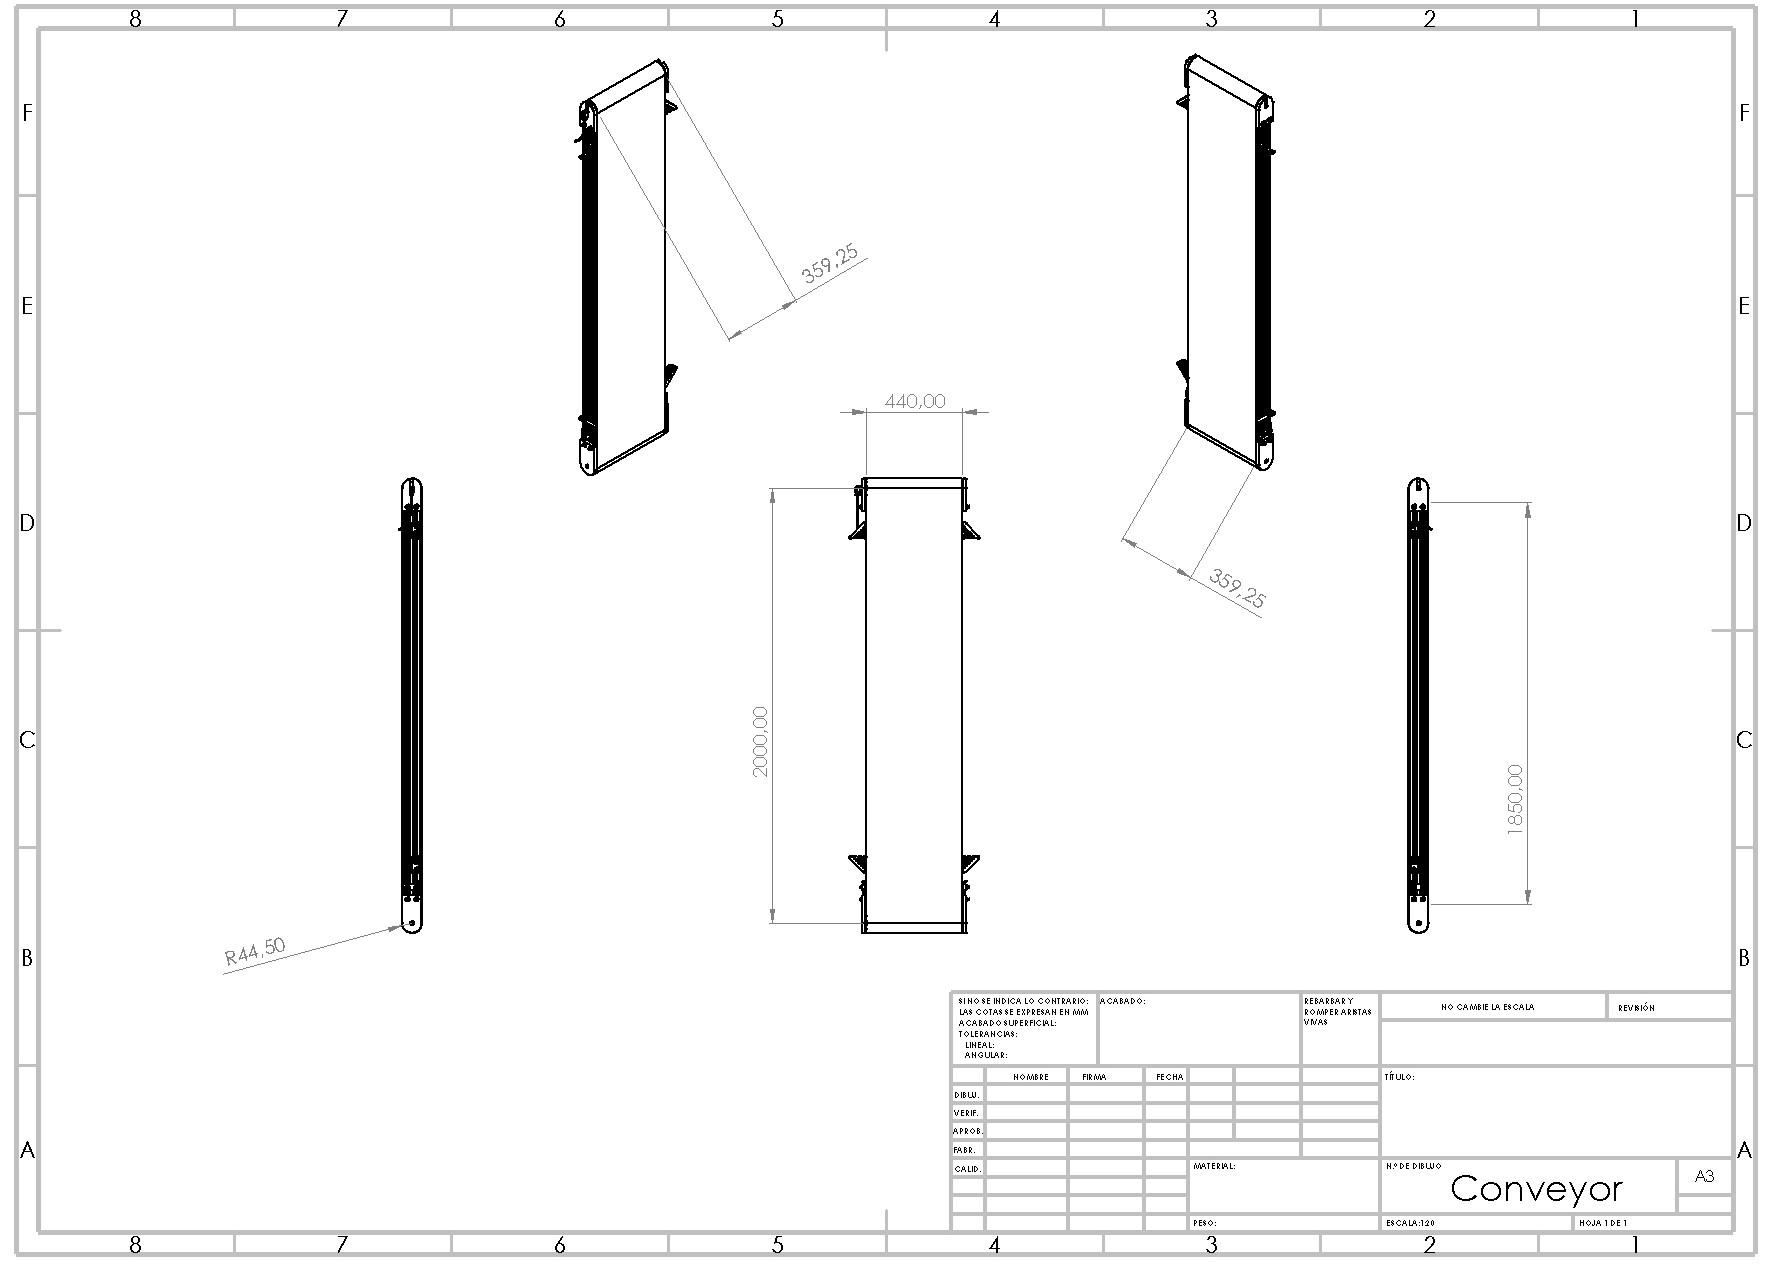 8 7 6 5 4 3 2 1
F F
E E
D D
C C
B B
A A
359,25
440,00
359,25
2000,00
1850,00
R44,50
SI NO SE INDICA LO CONTRARIO:
LAS COTAS SE EXPRESAN EN MM
ACABADO SUPERFICIAL:
TOLERANCIAS:
LINEAL:
ANGULAR:
ACABADO:
REBARBAR Y
ROMPER ARISTAS
VIVAS
NO CAMBIE LA ESCALA
REVISIÓN
NOMBRE FIRMA FECHA
DIBUJ.
VERIF.
APROB.
FABR.
CALID.
TÍTULO:
MATERIAL:
N.º DE DIBUJO
Conveyor
A3
PESO:
ESCALA:1:20
HOJA 1 DE 1
8 7 6 5 4 3 2 1